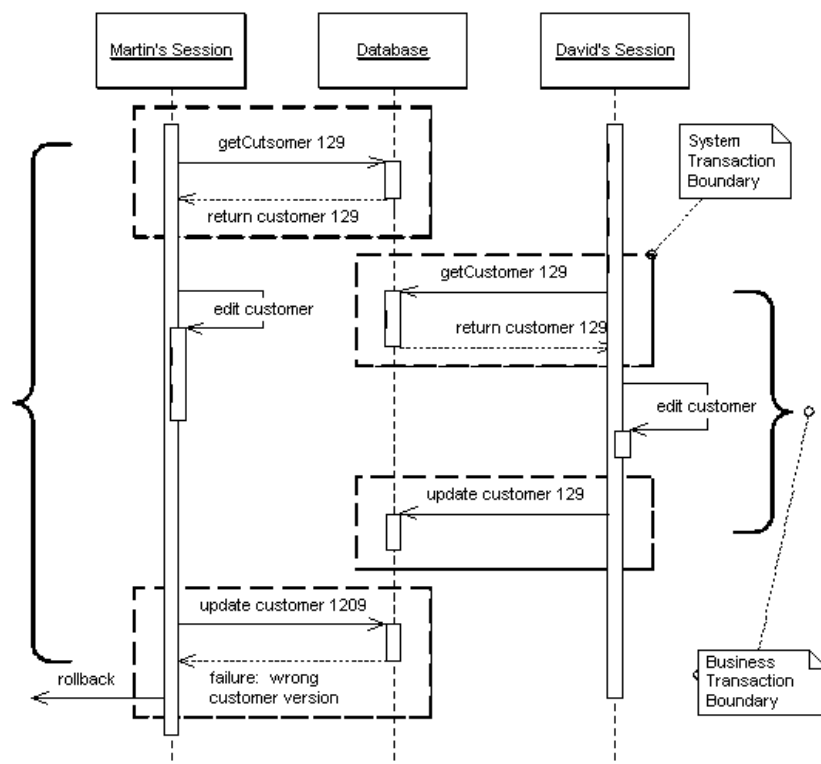 Martin's Session
Database
David's Session
getCutsomer 129
return customer 129
System
Transaction
Boundary
getCustomer 129
edit customer
return customer 129
edit customer
update customer 129
update customer 1209
rollback
failure: wrong
customer version
Business
Transaction
Boundary